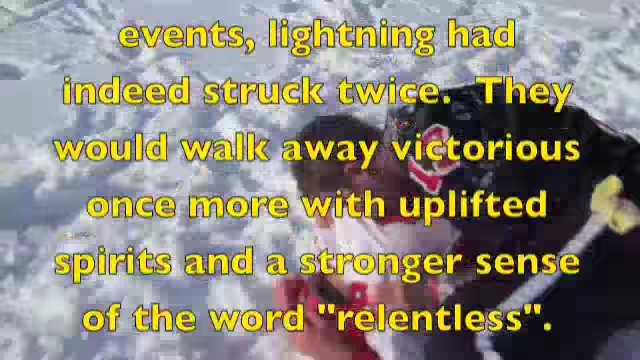 events, lightning had
indeed struck twice.  They
would walk away victorious
once more with uplifted
spirits and a stronger sense
of the word "relentless".